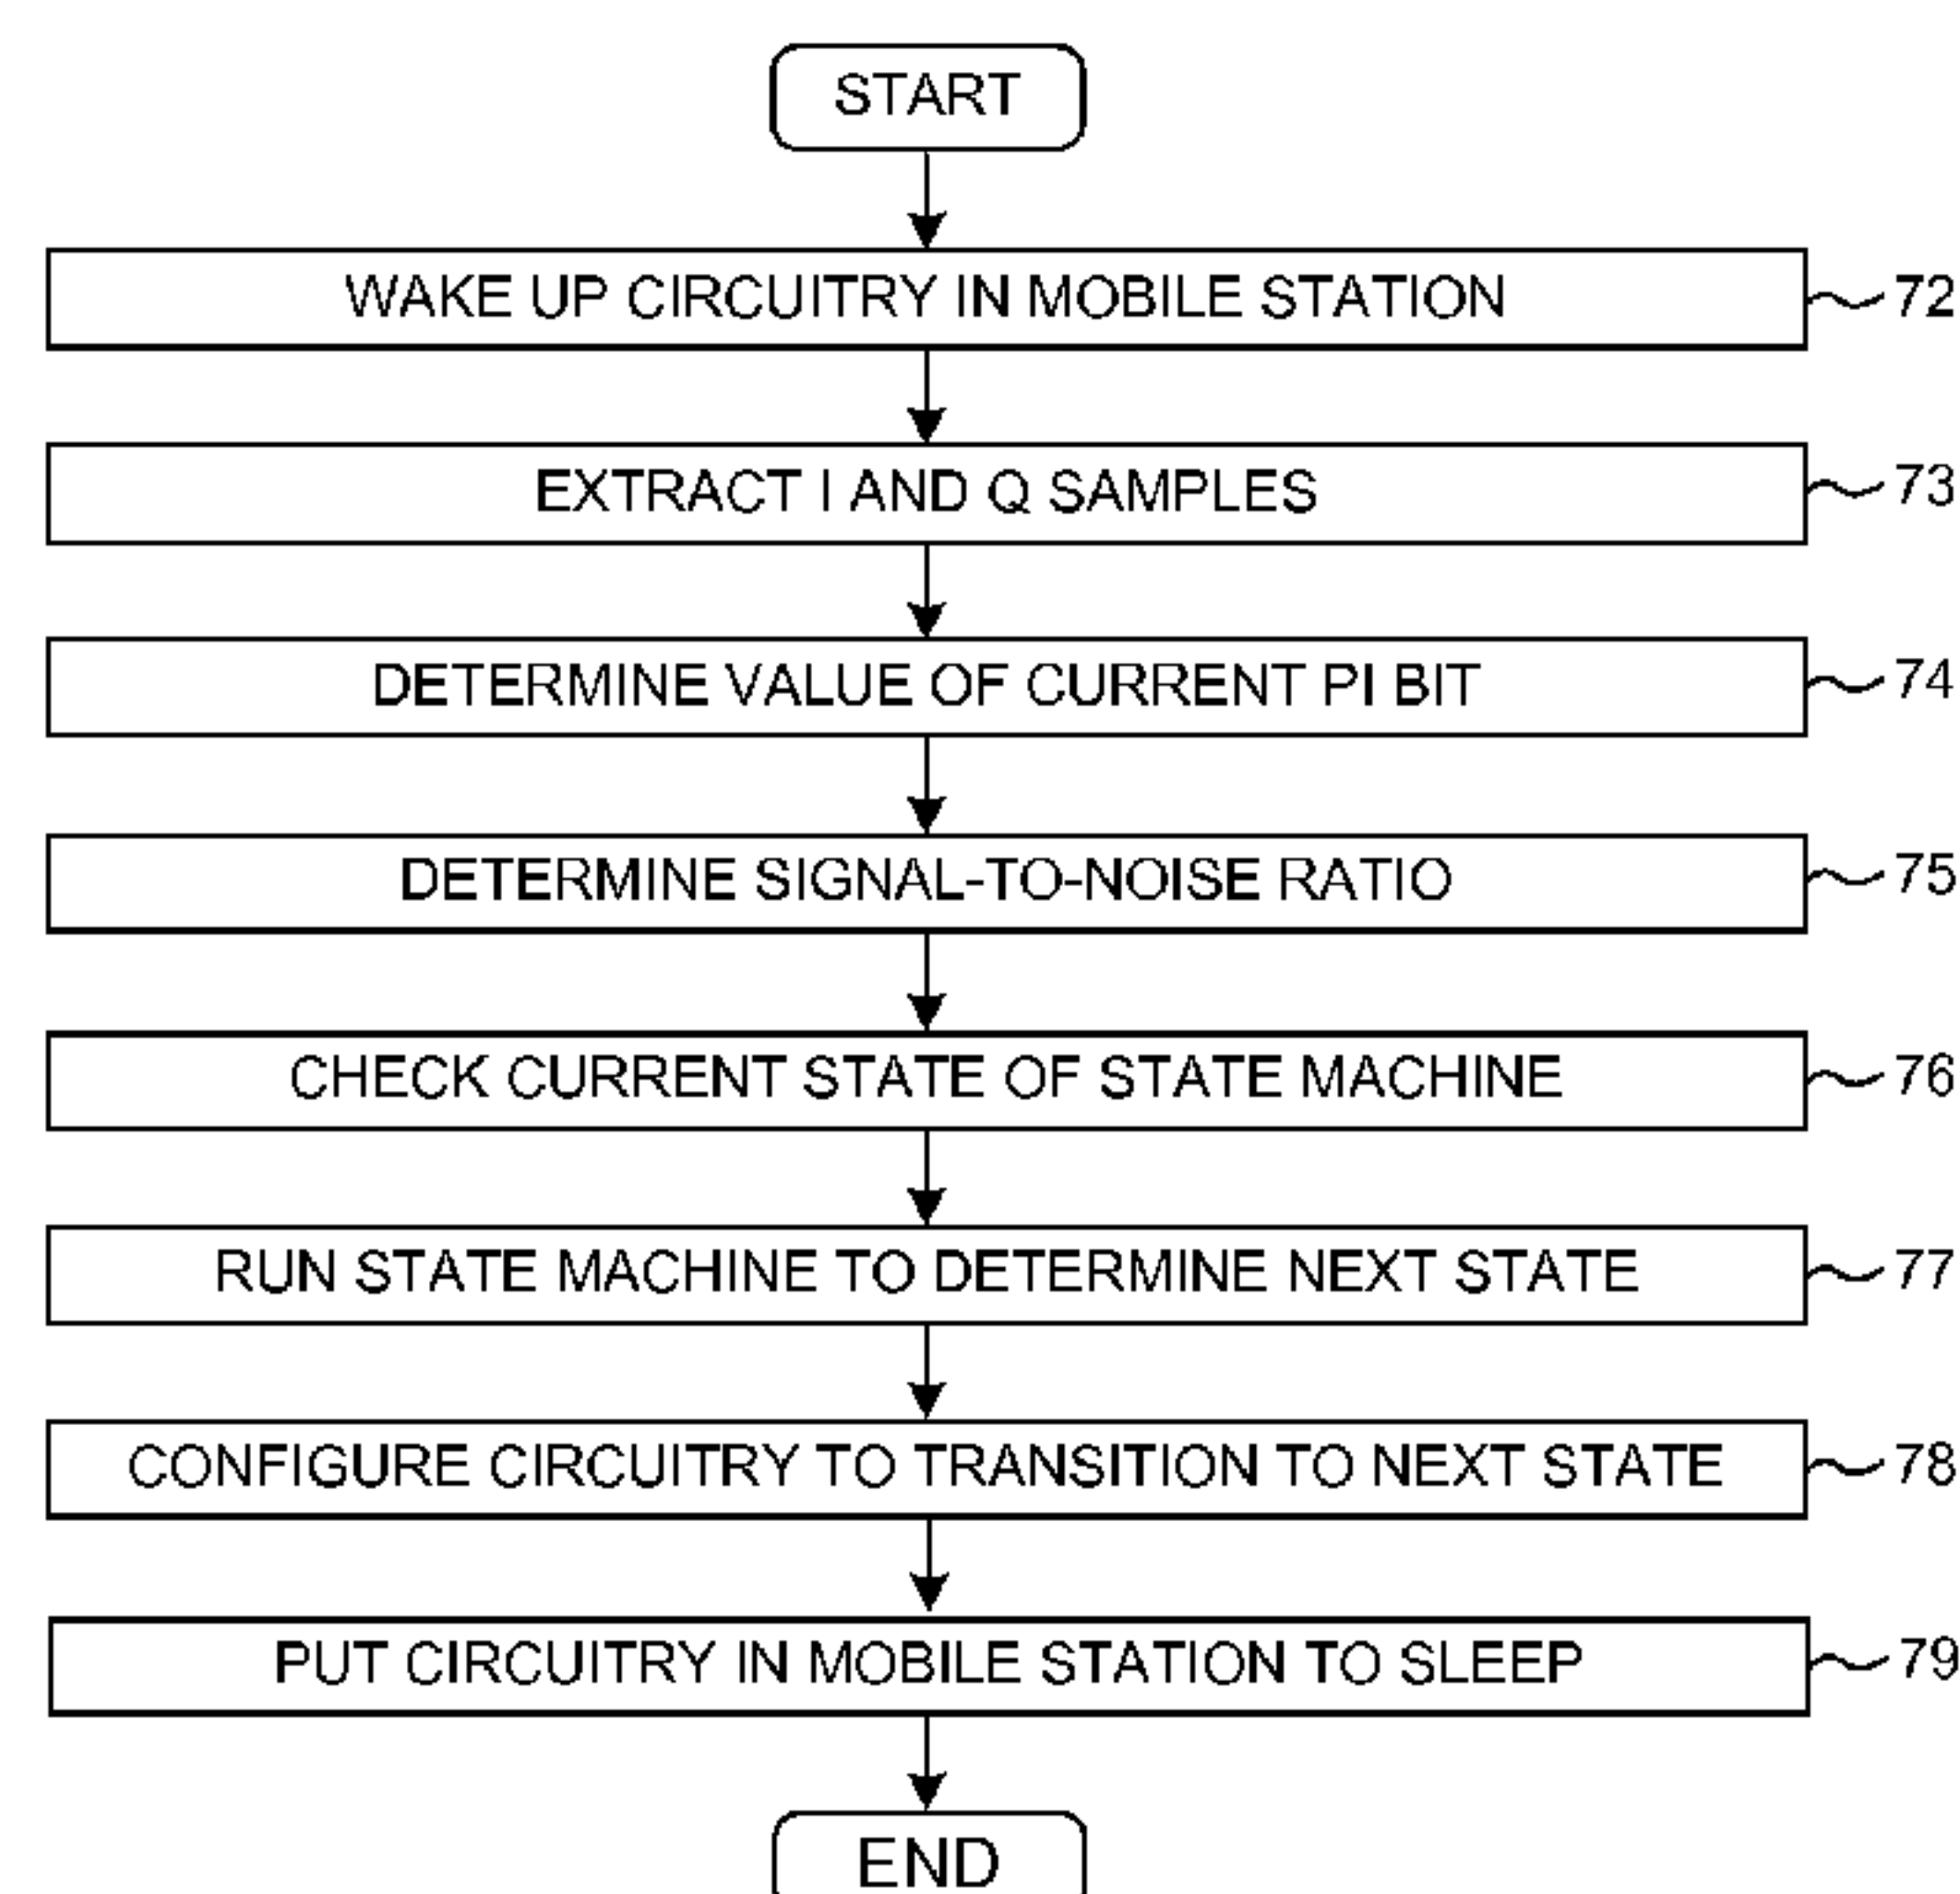 START
WAKE UP CIRCUITRY IN MOBILE STATION 72
EXTRACT I AND Q SAMPLES 73
DETERMINE VALUE OF CURRENT PI BIT 74
DETERMINE SIGNAL-TO-NOISE RATIO 75
CHECK CURRENT STATE OF STATE MACHINE 76
RUN STATE MACHINE TO DETERMINE NEXT STATE 77
CONFIGURE CIRCUITRY TO TRANSITION TO NEXT STATE 78
PUT CIRCUITRY IN MOBILE STATION TO SLEEP 79
END